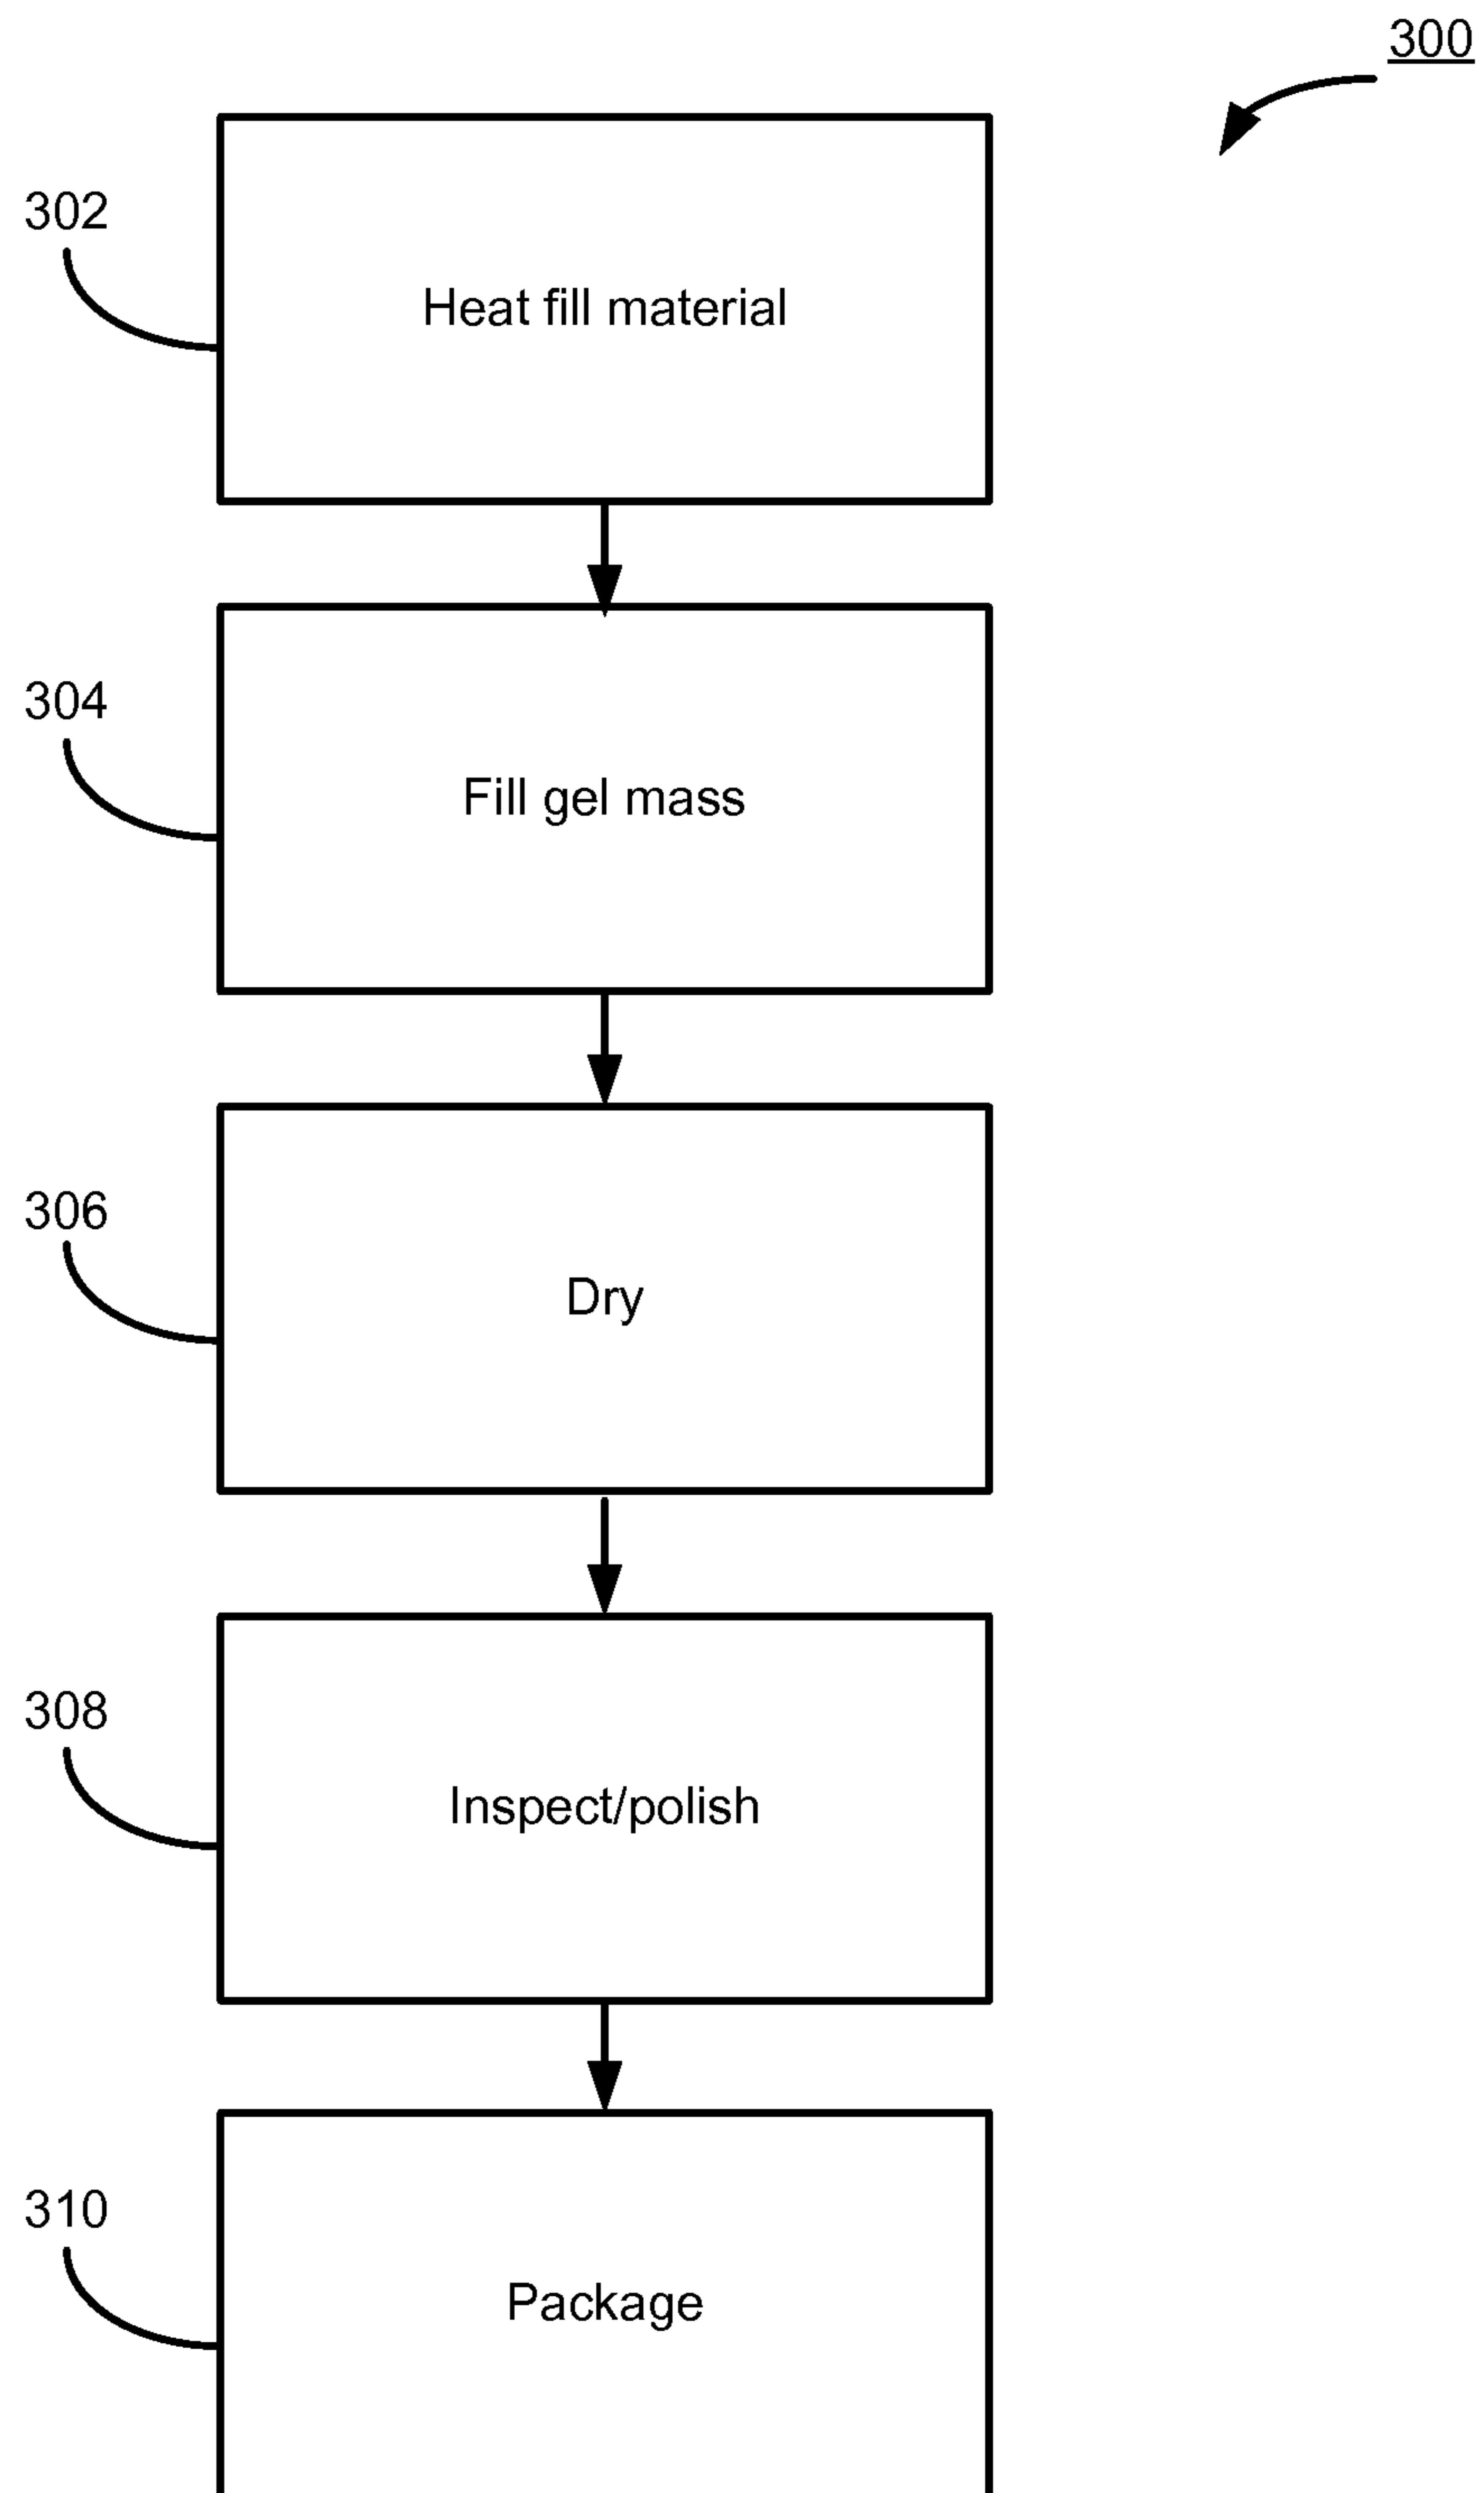 300
302
Heat fill material
304
Fill gel mass
306
Dry
308
Inspect/polish
310
Package